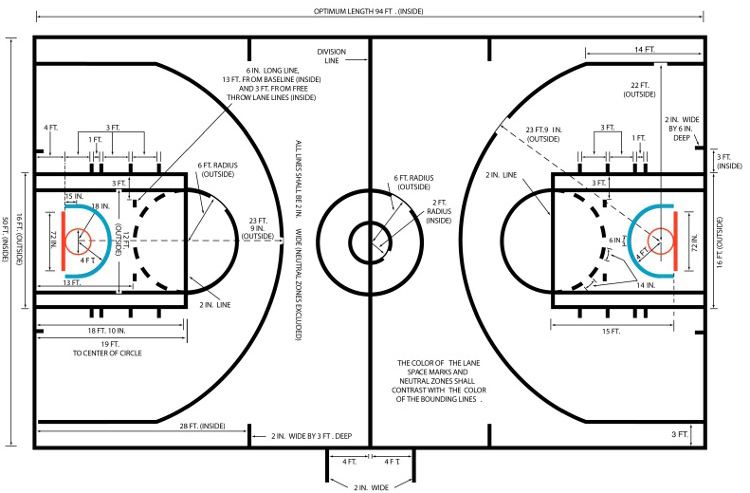 OPTIMUM LENGTH 94 FT . (INSIDE)
DIVISION
LINE
14 FT.
6 IN. LONG LINE,
13 FT. FROM BASELINE (INSIDE)
AND 3 FT. FROM FREE
THROW LANE LINES (INSIDE)
22 FT.
(OUTSIDE)
4 FT.
3 FT.
1 FT.
23 FT.9 IN.
(OUTSIDE)
3 FT.
1 FT.
2 IN. WIDE
BY 6 IN.
DEEP
3 FT.
(INSIDE)
6 FT. RADIUS
(OUTSIDE)
6 FT. RADIUS
(OUTSIDE)
2 IN. LINE
3 FT.
3 FT.
15 IN.
18 IN.
2 FT.
RADIUS
(INSIDE)
50 FT. (INSIDE)
16 FT. (OUTSIDE)
72 IN.
4 FT
12 FT.
(OUTSIDE)
23 FT.
9 IN.
(OUTSIDE)
ALL LINES SHALL BE 2 IN. WIDE (NEUTRAL ZONES EXCLUDED)
6 IN.
4 FT.
72 IN.
16 FT (OUTSIDE)
13 FT.
14 IN.
2 IN. LINE
18 FT. 10 IN.
15 FT.
19 FT.
TO CENTER OF CIRCLE
THE COLOR OF THE LANE
SPACE MARKS AND
NEUTRAL ZONES SHALL
CONTRAST WITH THE COLOR
OF THE BOUNDING LINES .
28 FT. (INSIDE)
2 IN. WIDE BY 3 FT . DEEP
3 FT.
4 FT.
4 FT.
2 IN. WIDE